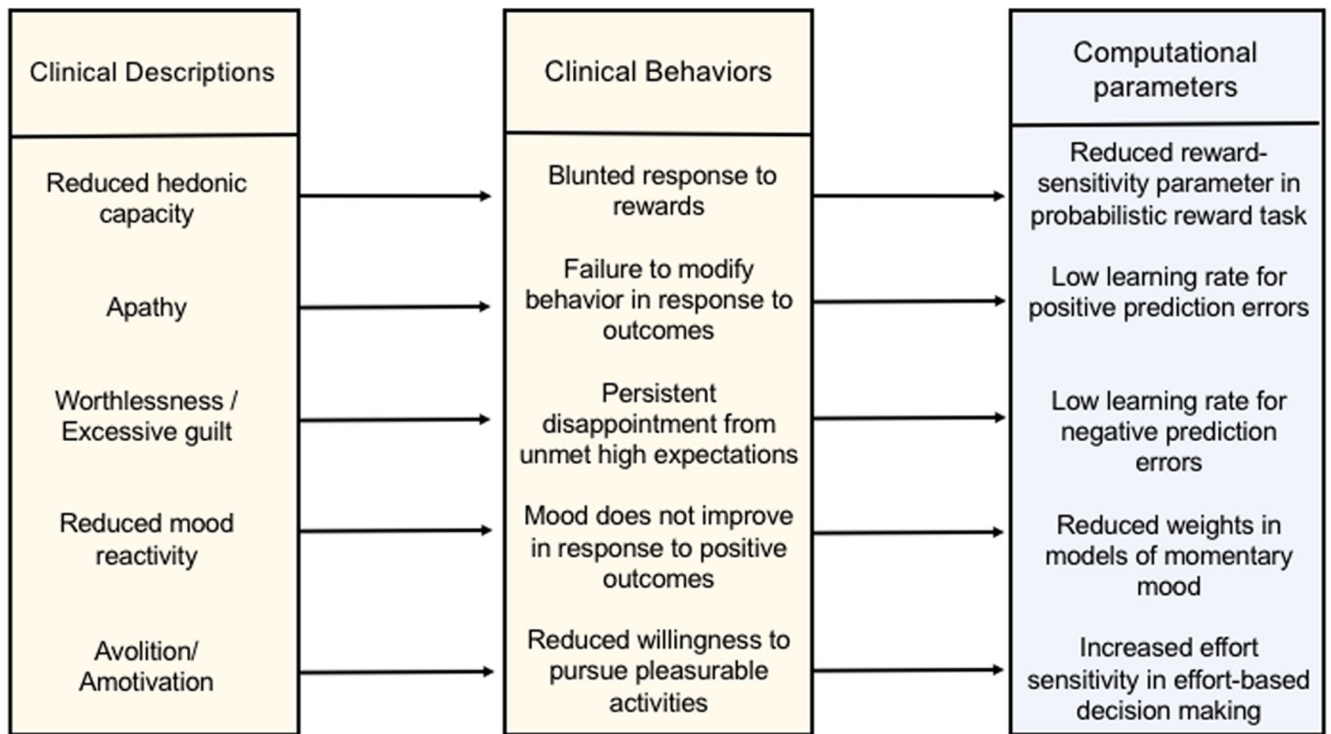 Clinical Descriptions
Clinical Behaviors
Computational
parameters
Reduced hedonic
capacity
Blunted response to
rewards
Reduced reward-
sensitivity parameter in
probabilistic reward task
Apathy
Failure to modify
behavior in response to
outcomes
Low learning rate for
positive prediction errors
Worthlessness /
Excessive guilt
Persistent
disappointment from
unmet high expectations
Low learning rate for
negative prediction
errors
Reduced mood
reactivity
Mood does not improve
in response to positive
outcomes
Reduced weights in
models of momentary
mood
Avolition/
Amotivation
Reduced willingness to
pursue pleasurable
activities
Increased effort
sensitivity in effort-based
decision making